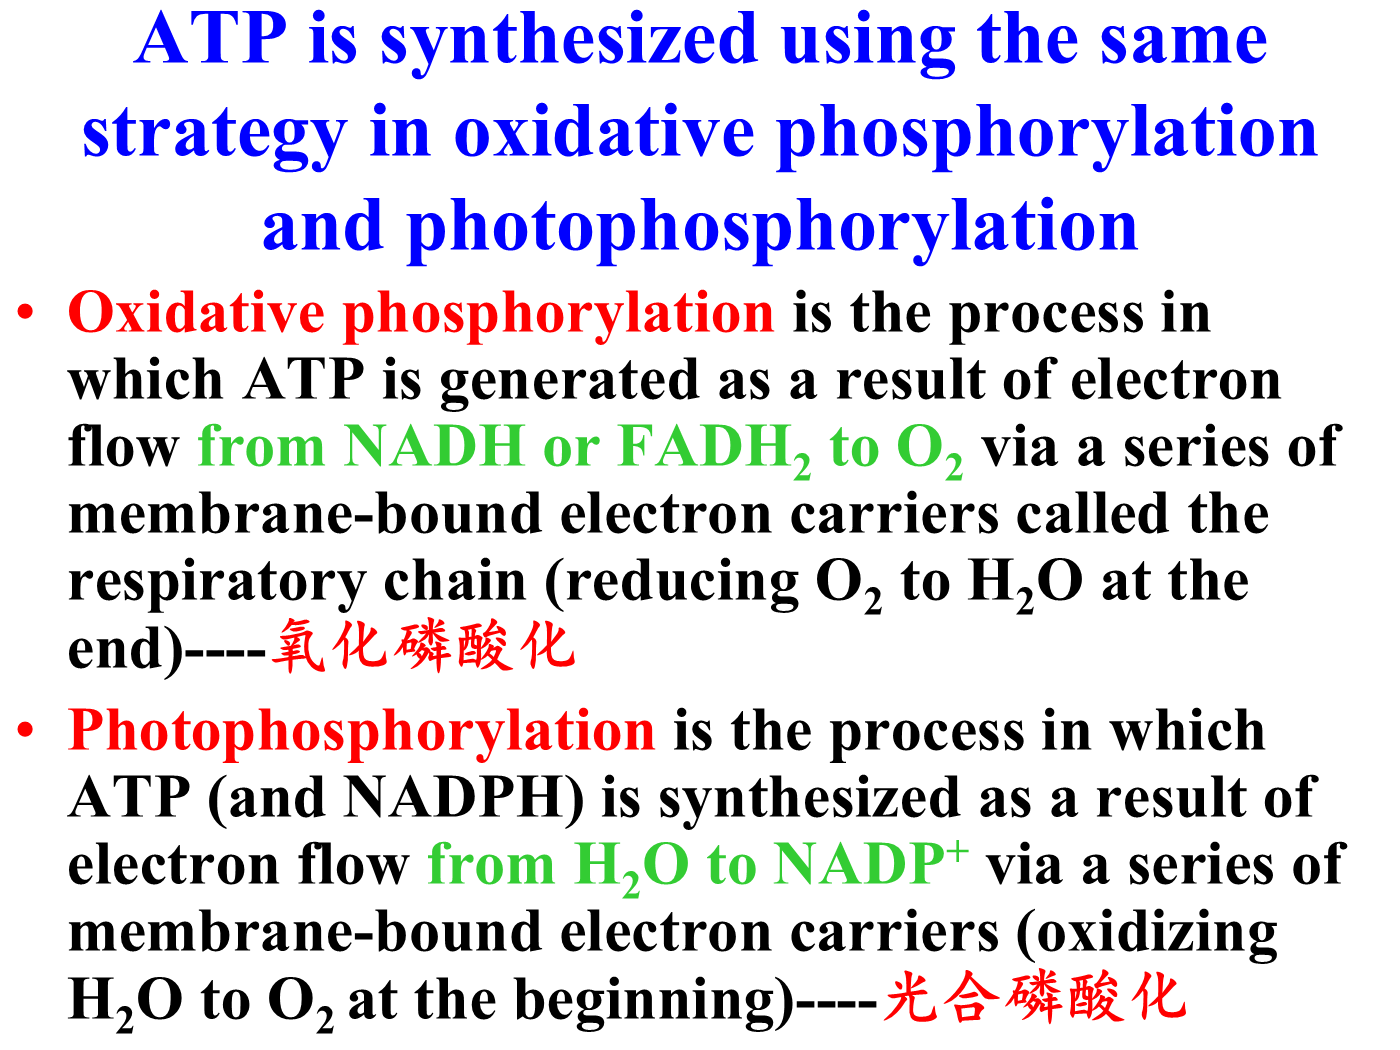 ATP is synthesized using the same
strategy in oxidative phosphorylation
and photophosphorylation
• Oxidative phosphorylation is the process in
which ATP is generated as a result of electron
flow from NADH or FADH₂ to O₂ via a series of
membrane-bound electron carriers called the
respiratory chain (reducing O₂ to H₂O at the
end)----氧化磷酸化
• Photophosphorylation is the process in which
ATP (and NADPH) is synthesized as a result of
electron flow from H₂O to NADP⁺ via a series of
membrane-bound electron carriers (oxidizing
H₂O to O₂ at the beginning)----光合磷酸化